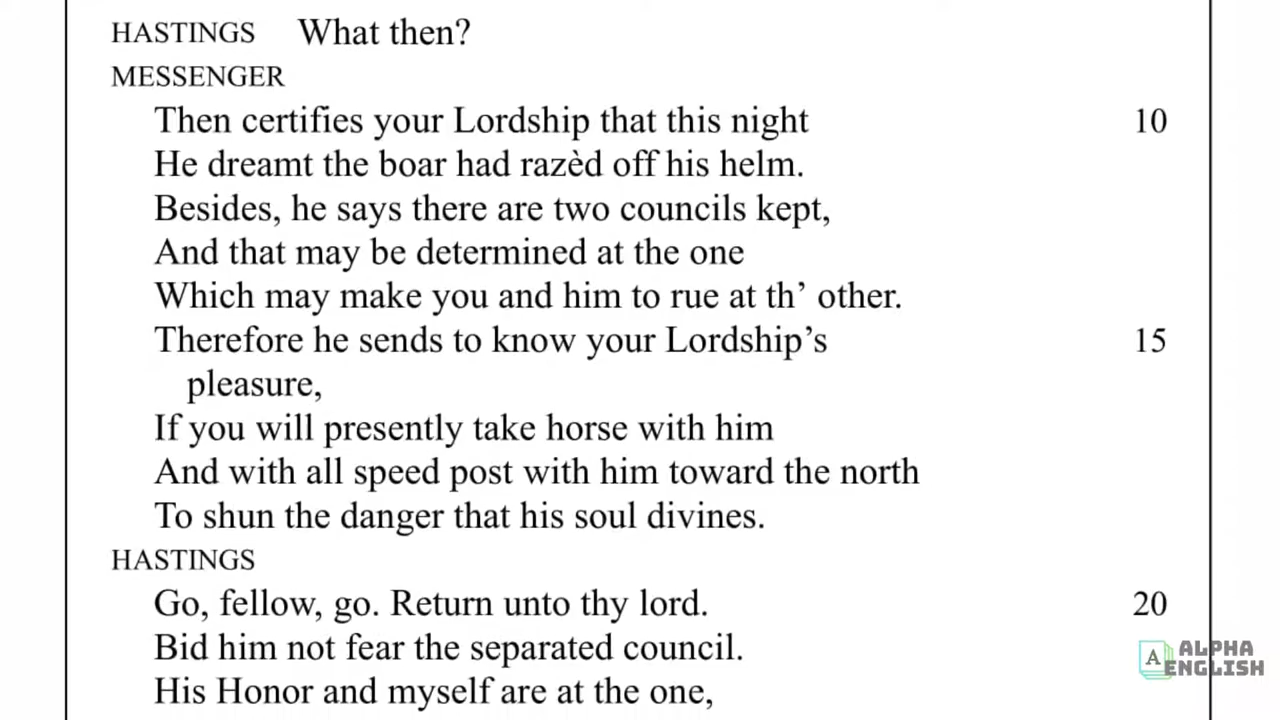 HASTINGS What then?
MESSENGER
Then certifies your Lordship that this night 10
He dreamt the boar had razèd off his helm.
Besides, he says there are two councils kept,
And that may be determined at the one
Which may make you and him to rue at th’ other.
Therefore he sends to know your Lordship’s 15
pleasure,
If you will presently take horse with him
And with all speed post with him toward the north
To shun the danger that his soul divines.
HASTINGS
Go, fellow, go. Return unto thy lord. 20
Bid him not fear the separated council.
His Honor and myself are at the one,
A ALPHA
ENGLISH